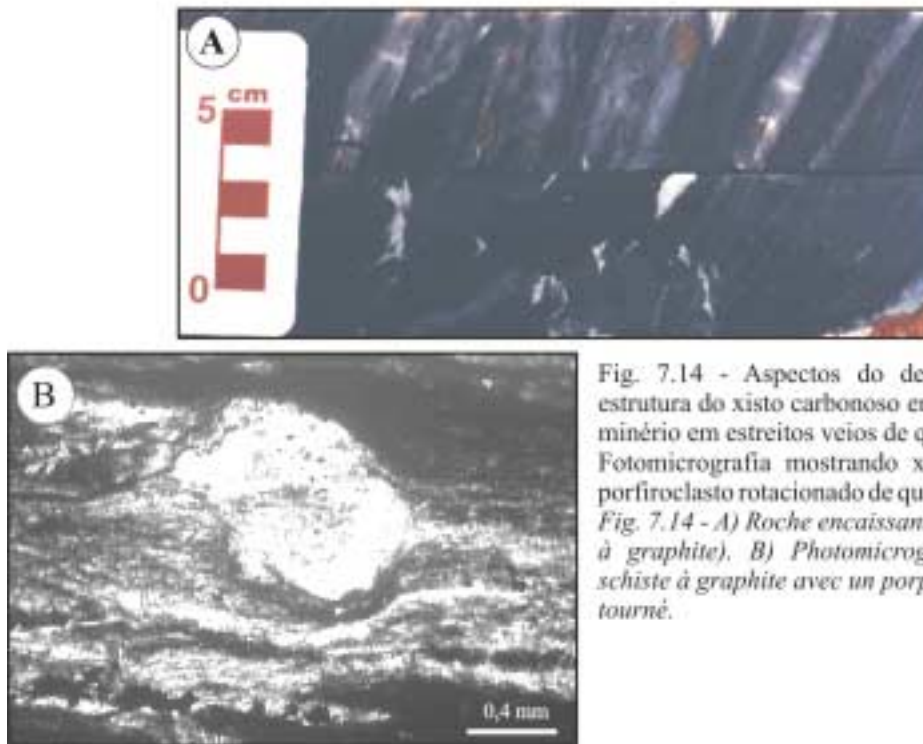 A
cm
5
0
B
0,4 mm
Fig. 7.14 - Aspectos do de
estrutura do xisto carbonoso e
minério em estreitos veios de q
Fotomicrografia mostrando x
porfiroclasto rotacionado de qu
Fig. 7.14 - A) Roche encaissan
à graphite). B) Photomicrog
schiste à graphite avec un porp
tourné.